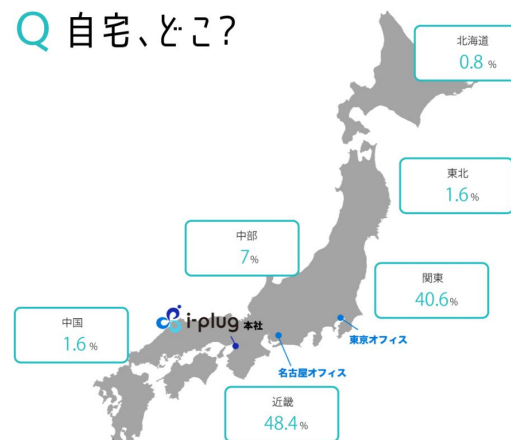 Q 自宅、どこ?
北海道
0.8 %
東北
1.6 %
中部
7 %
関東
40.6 %
i-plug 本社
中国
1.6 %
東京オフィス
名古屋オフィス
近畿
48.4 %